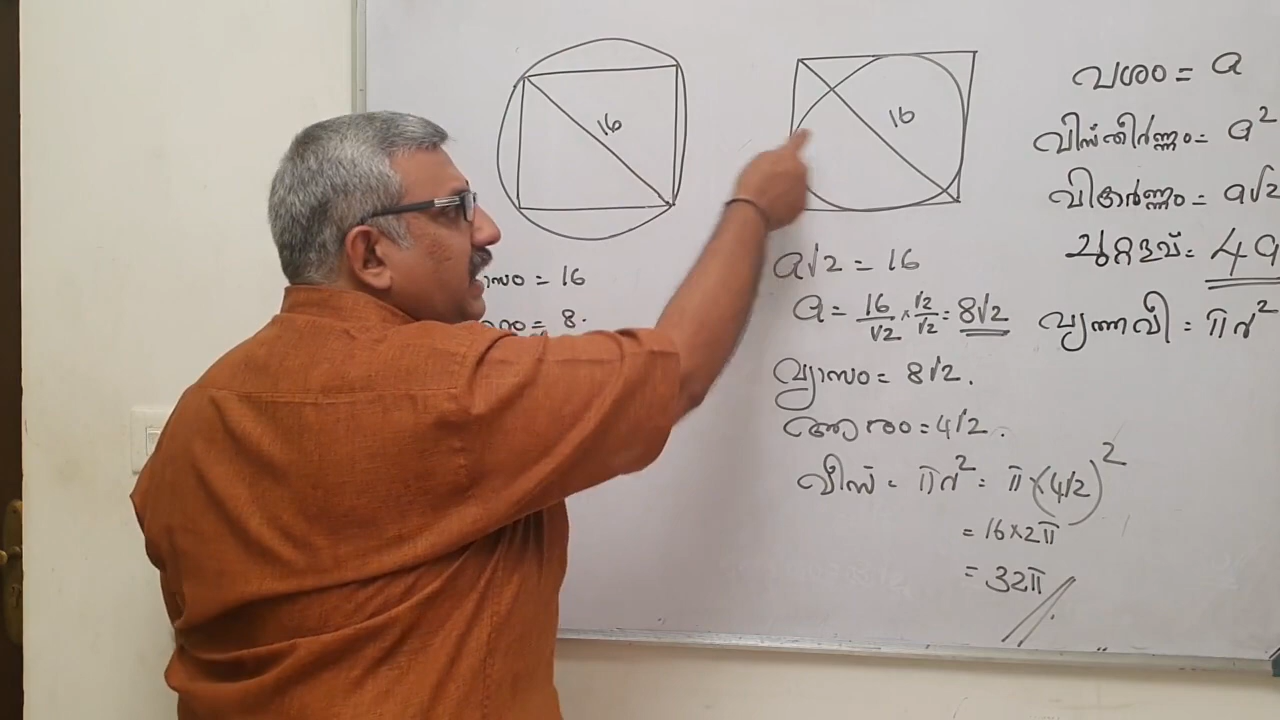 16
= 16
= 8.
16
a√2 = 16
a = 16/√2 × √2/√2 = 8√2
വ്യാസം = 8√2.
ആരം = 4√2.
വിസ് = πr² = π×(4√2)²
= 16×2π
= 32π
വശം = a
വിസ്തീർണ്ണം = a²
വികർണ്ണം = a√2
ചുറ്റളവ് = 4a
വൃത്തവി = πr²